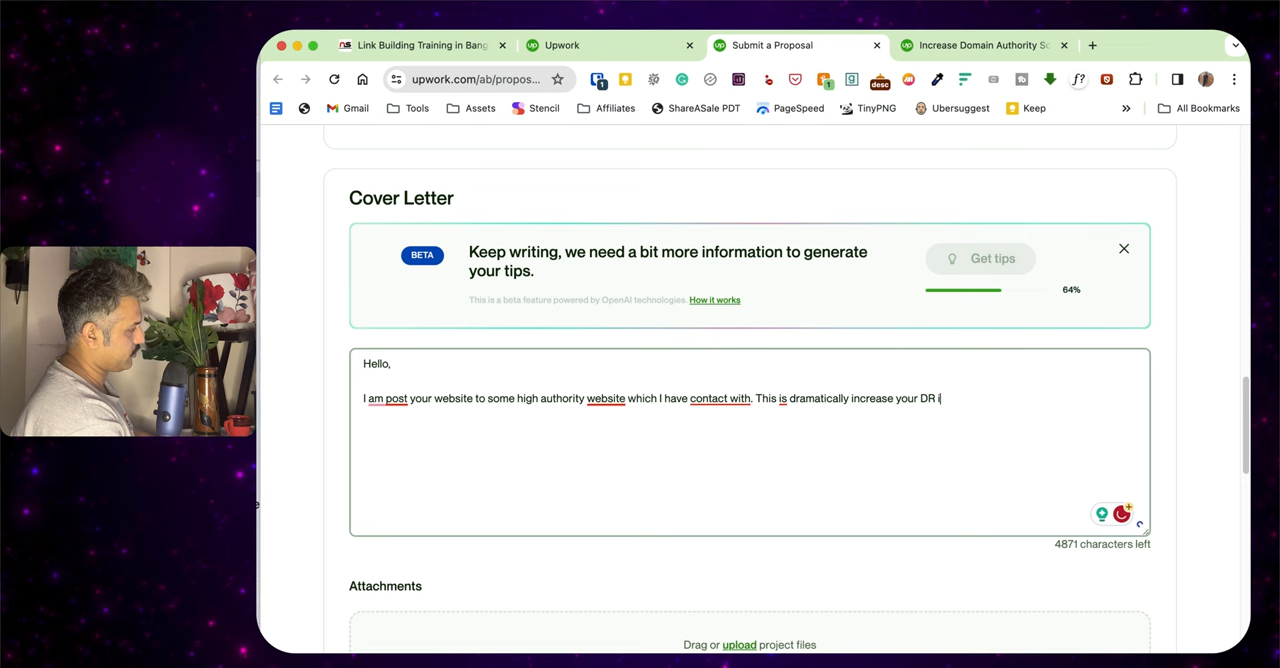 Link Building Training in Bang
Upwork
Submit a Proposal
Increase Domain Authority Sc
upwork.com/ab/propos...
desc
Gmail
Tools
Assets
Stencil
Affiliates
ShareASale PDT
PageSpeed
TinyPNG
Ubersuggest
Keep
All Bookmarks
Cover Letter
BETA
Keep writing, we need a bit more information to generate
your tips.
Get tips
64%
This is a beta feature powered by OpenAI technologies. How it works
Hello,
I am post your website to some high authority website which I have contact with. This is dramatically increase your DR i
4871 characters left
Attachments
Drag or upload project files